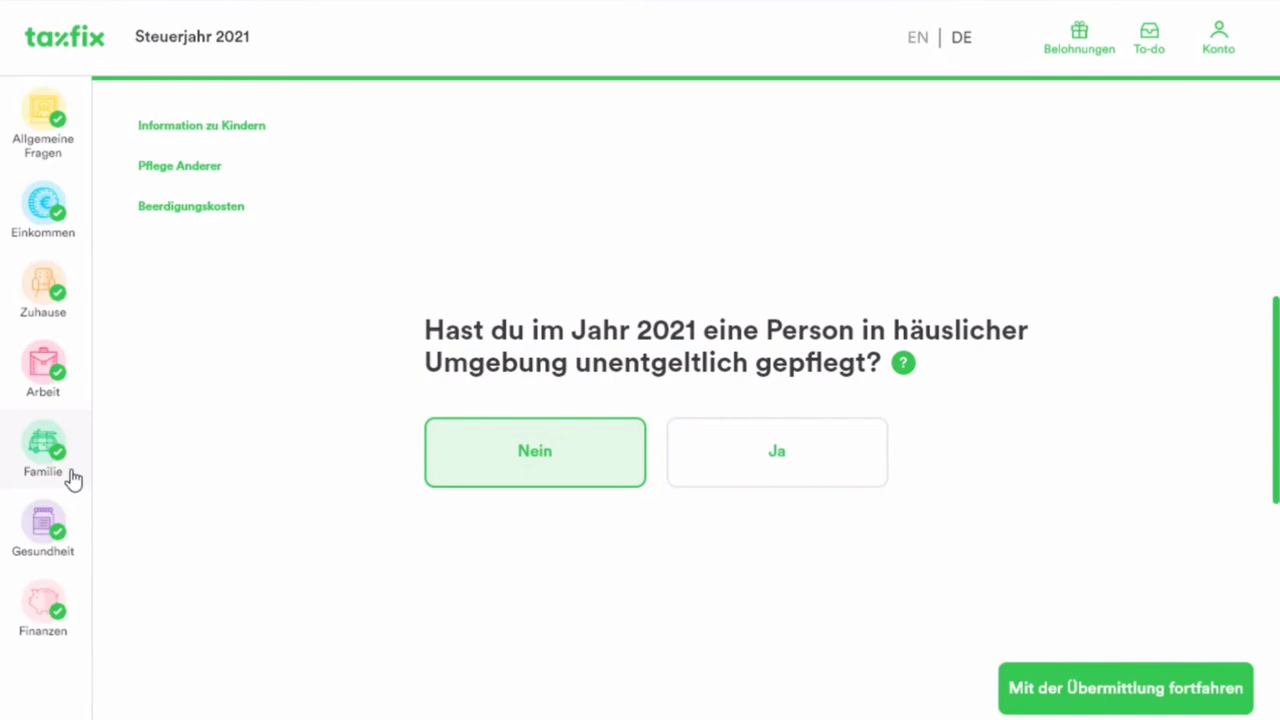 taxfix
Steuerjahr 2021
EN | DE
Belohnungen
To-do
Konto
Allgemeine
Fragen
Einkommen
Zuhause
Arbeit
Familie
Gesundheit
Finanzen
Information zu Kindern
Pflege Anderer
Beerdigungskosten
Hast du im Jahr 2021 eine Person in häuslicher
Umgebung unentgeltlich gepflegt? ?
Nein
Ja
Mit der Übermittlung fortfahren